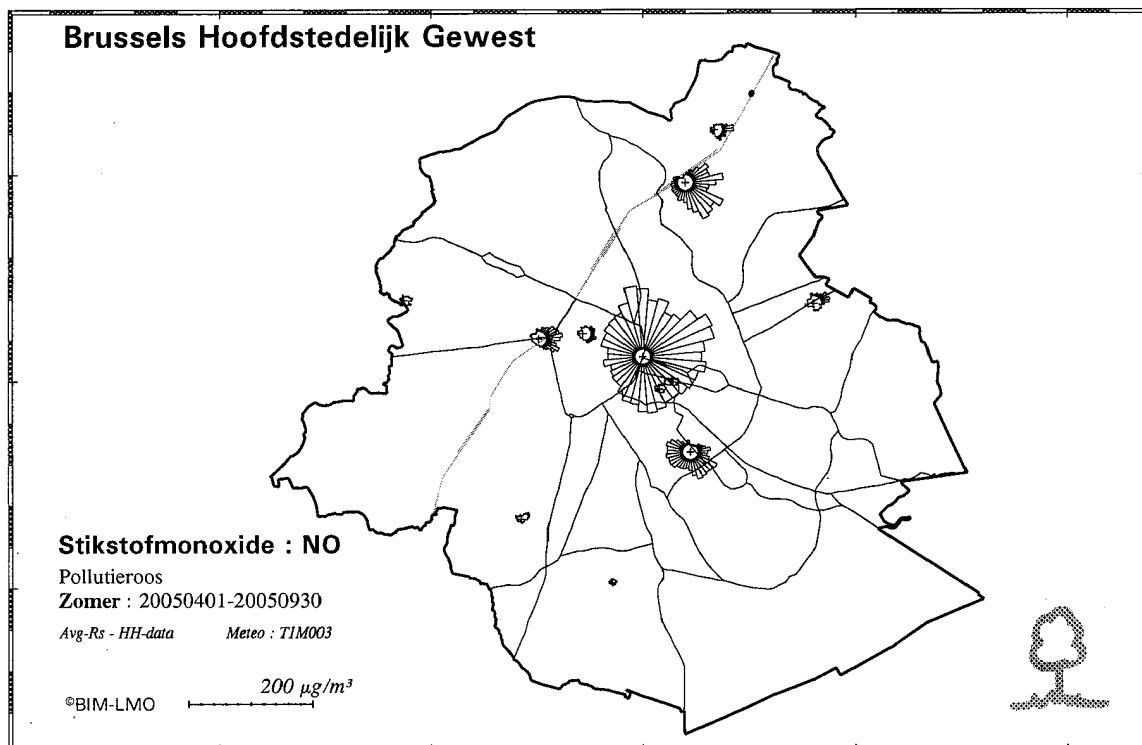 Brussels Hoofdstedelijk Gewest
Stikstofmonoxide : NO
Pollutieroos
Zomer : 20050401-20050930
Avg-Rs - HH-data Meteo : T1M003
200 µg/m³
©BIM-LMO